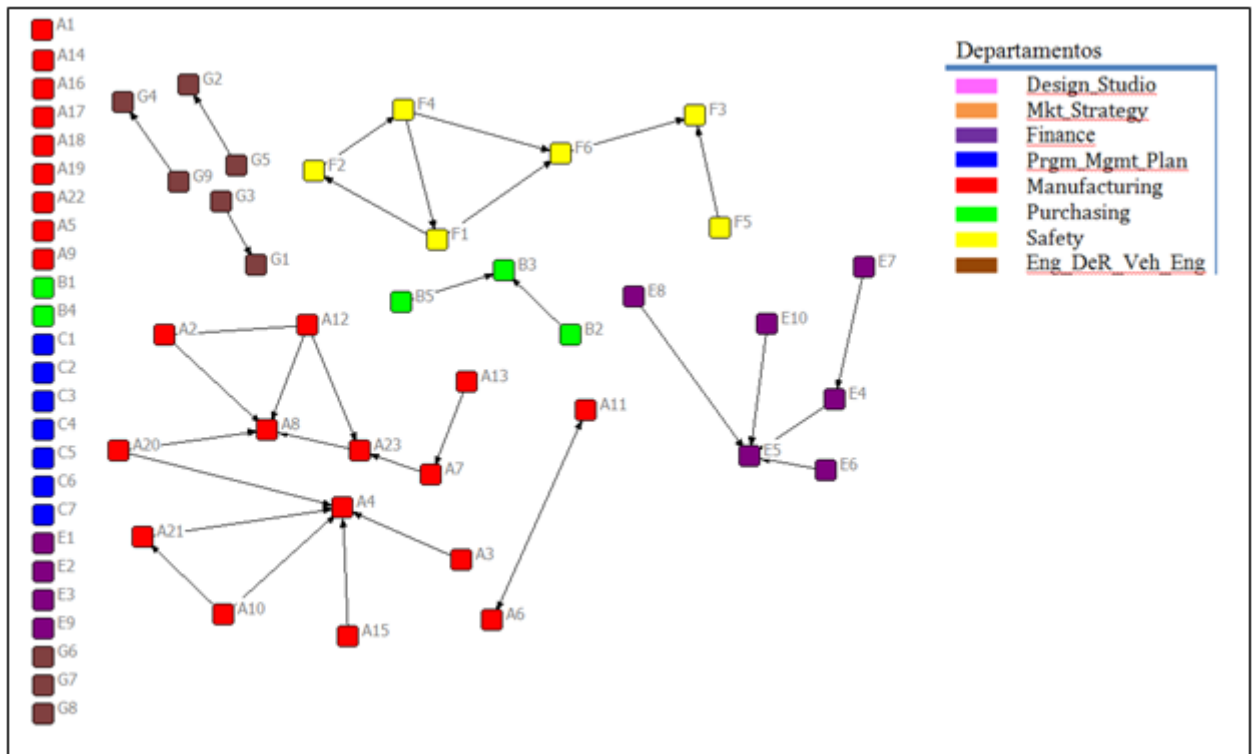 A1
A14
A16
A17
A18
A19
A22
A5
A9
B1
B4
C1
C2
C3
C4
C5
C6
C7
E1
E2
E3
E9
G6
G7
G8
G4
G2
G9
G5
G3
G1
F4
F2
F1
F6
F3
F5
B3
B5
B2
A2
A12
A13
A8
A20
A23
A7
A11
A4
A21
A3
A10
A15
A6
E7
E8
E10
E4
E5
E6
Departamentos
Design_Studio
Mkt_Strategy
Finance
Prgm_Mgmt_Plan
Manufacturing
Purchasing
Safety
Eng_DeR_Veh_Eng